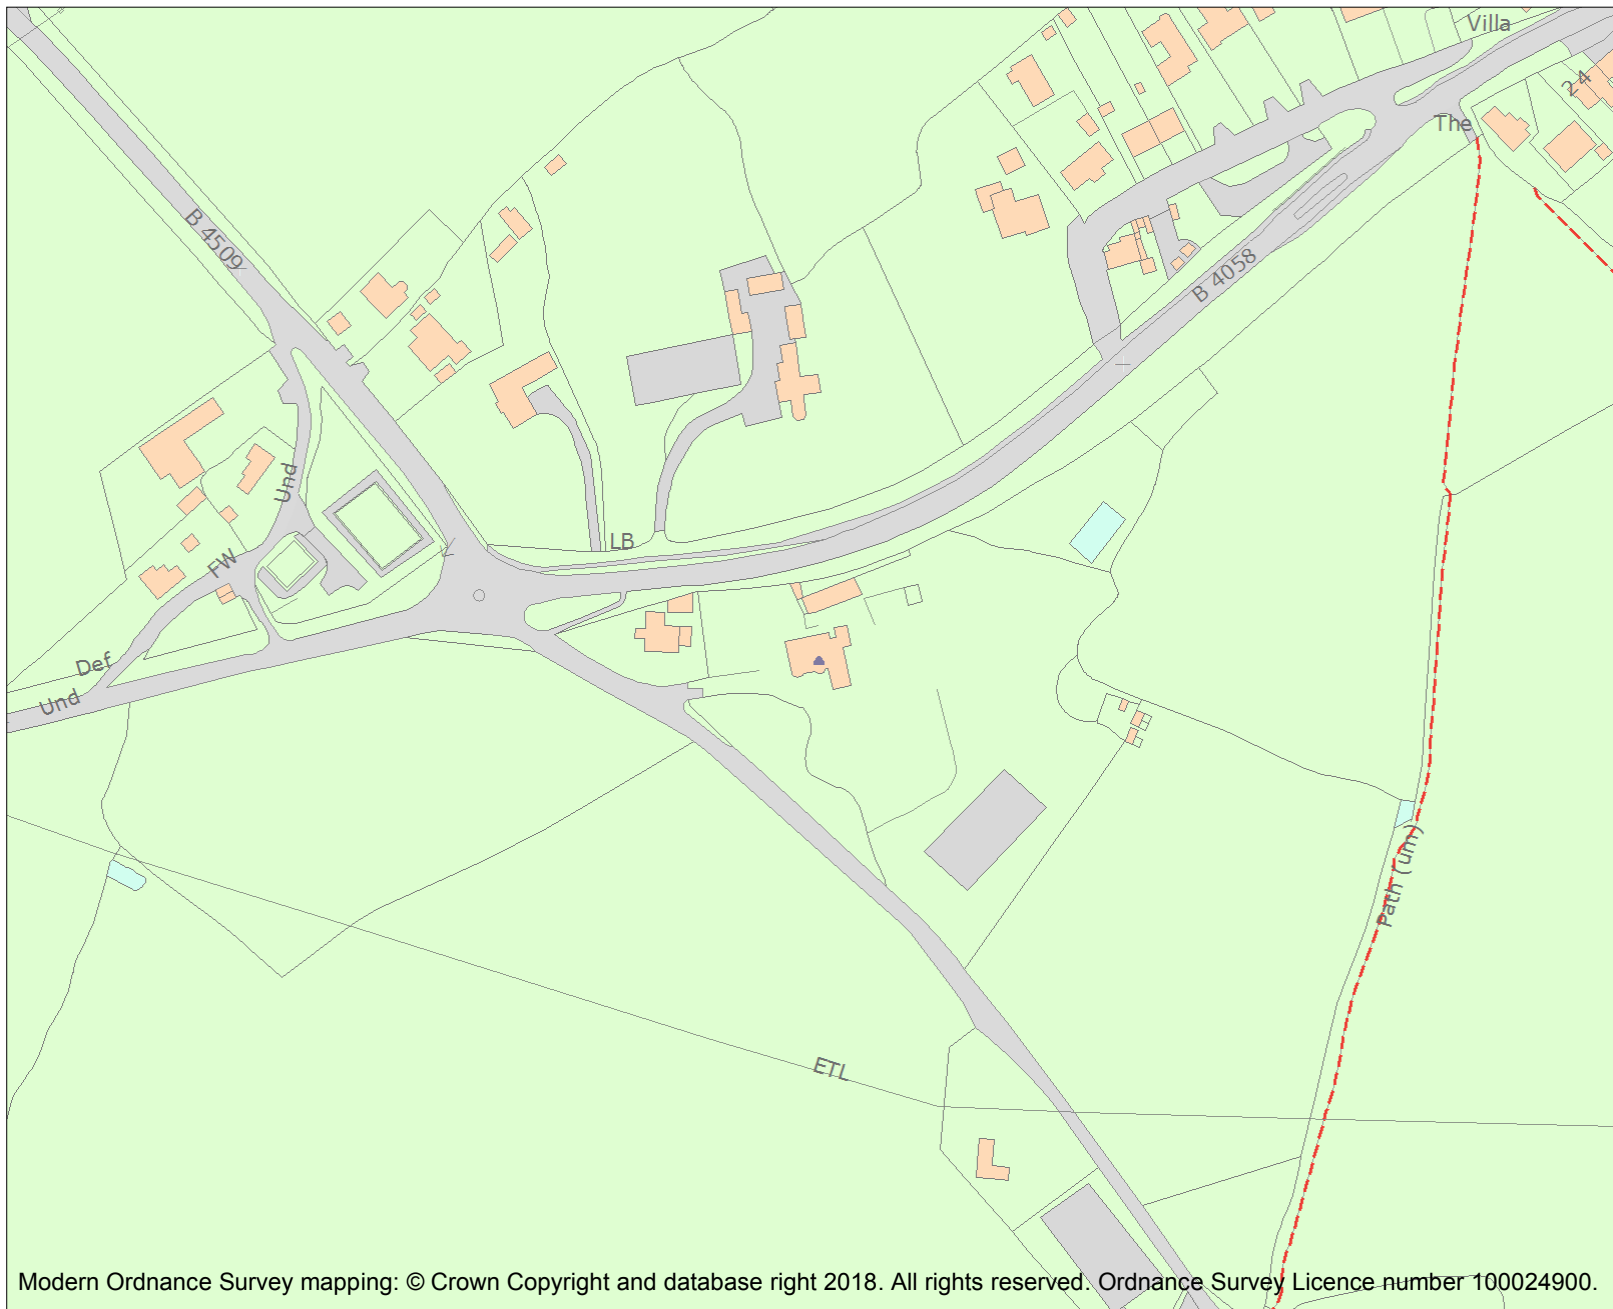 Villa
24
The
B 4509
B 4058
Und
LB
FW
Def
Und
Path (um)
ETL
Modern Ordnance Survey mapping: © Crown Copyright and database right 2018. All rights reserved. Ordnance Survey Licence number 100024900.